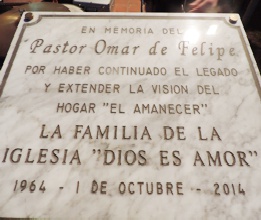 EN MEMORIA DEL
Pastor Omar de Felipe
POR HABER CONTINUADO EL LEGADO
Y EXTENDER LA VISION DEL
HOGAR "EL AMANECER"
LA FAMILIA DE LA
IGLESIA "DIOS ES AMOR"
1964 - 1 DE OCTUBRE - 2014